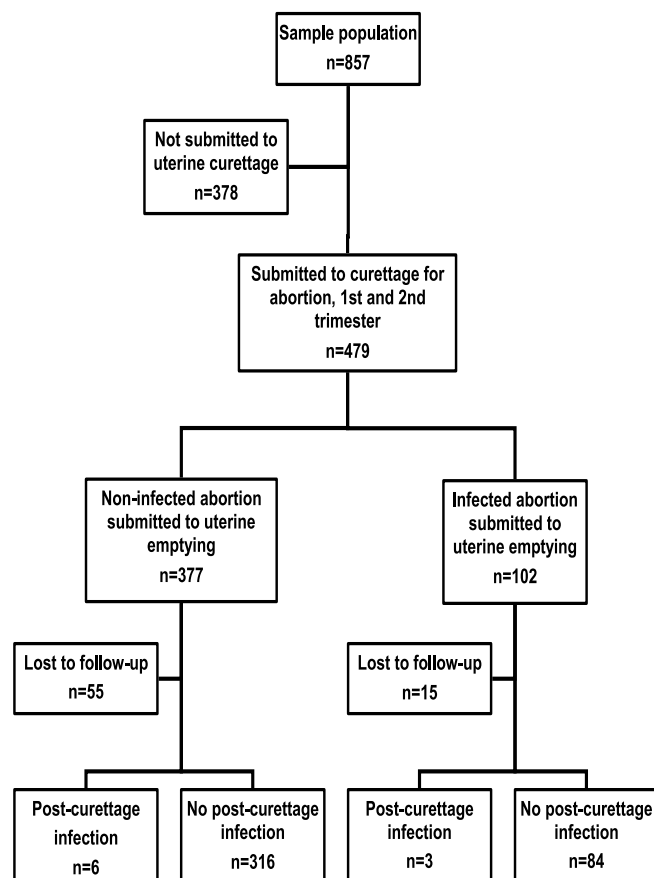 Sample population
n=857
Not submitted to
uterine curettage
n=378
Submitted to curettage for
abortion, 1st and 2nd
trimester
n=479
Non-infected abortion
submitted to uterine
emptying
n=377
Infected abortion
submitted to
uterine emptying
n=102
Lost to follow-up
n=55
Lost to follow-up
n=15
Post-curettage
infection
n=6
No post-curettage
infection
n=316
Post-curettage
infection
n=3
No post-curettage
infection
n=84